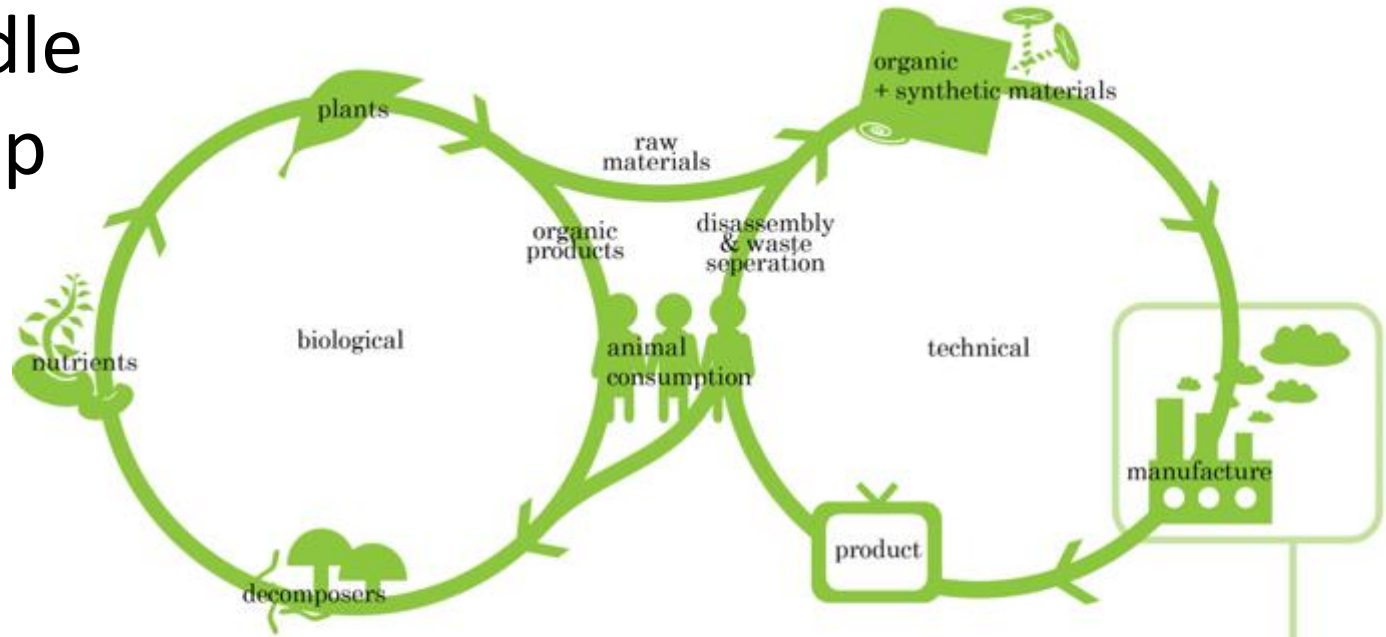 dle
p
plants
raw
materials
organic
+ synthetic materials
organic
products
disassembly
& waste
seperation
nutrients
biological
animal
consumption
technical
manufacture
product
decomposers